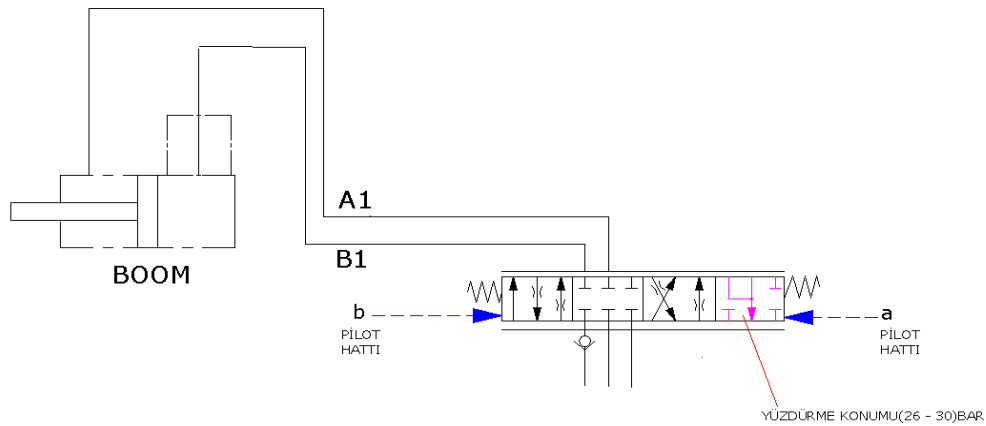 A1
B1
BOOM
b
PİLOT
HATTI
a
PİLOT
HATTI
YÜZDÜRME KONUMU(26 - 30)BAR